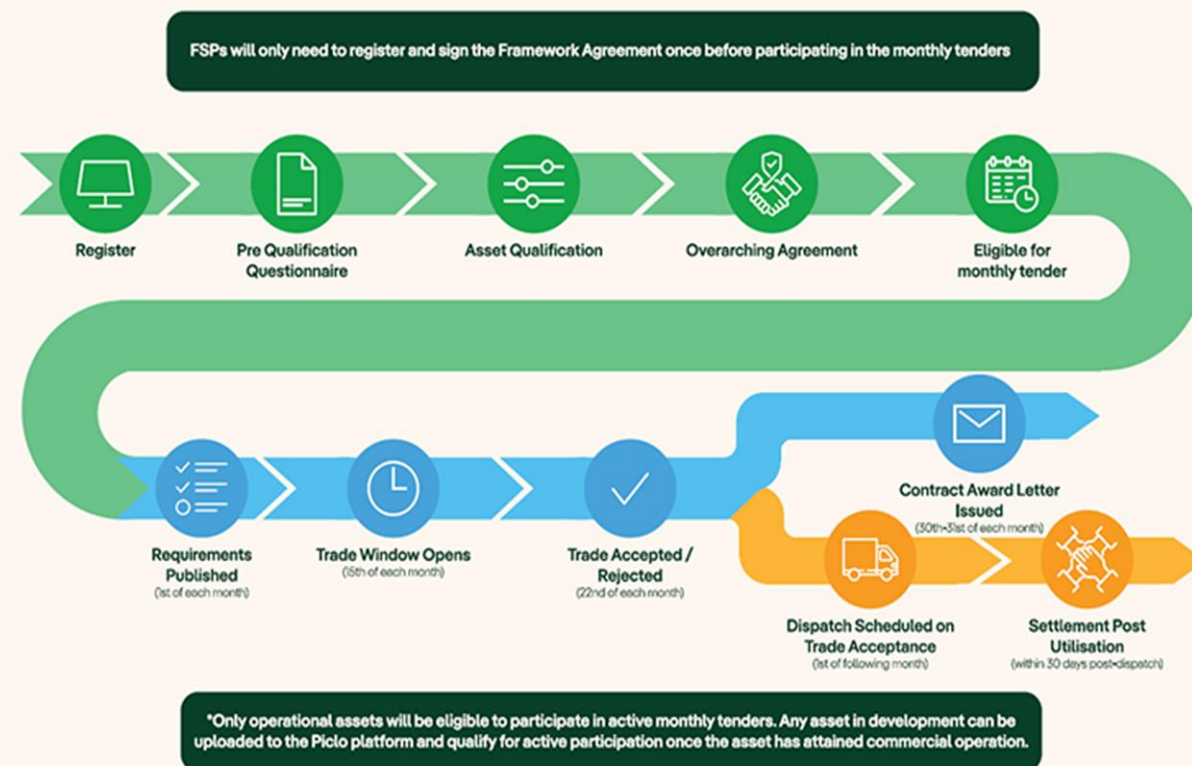 FSPs will only need to register and sign the Framework Agreement once before participating in the monthly tenders
Register
Pre Qualification
Questionnaire
Asset Qualification
Overarching Agreement
Eligible for
monthly tender
Requirements
Published
(1st of each month)
Trade Window Opens
(15th of each month)
Trade Accepted /
Rejected
(22nd of each month)
Contract Award Letter
Issued
(30th-31st of each month)
Dispatch Scheduled on
Trade Acceptance
(1st of following month)
Settlement Post
Utilisation
(within 30 days post-dispatch)
*Only operational assets will be eligible to participate in active monthly tenders. Any asset in development can be
uploaded to the Piclo platform and qualify for active participation once the asset has attained commercial operation.